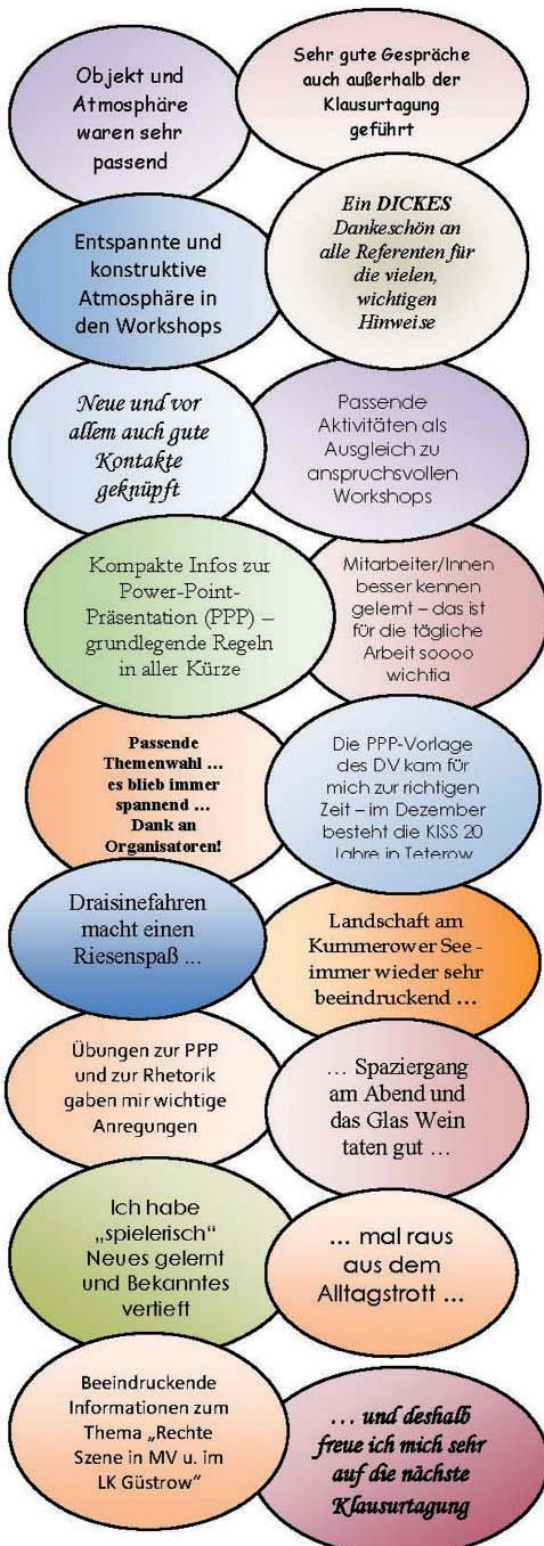 Objekt und
Atmosphäre
waren sehr
passend
Sehr gute Gespräche
auch außerhalb der
Klausurtagung
geführt
Entspannte und
konstruktive
Atmosphäre in
den Workshops
Ein DICKES
Dankeschön an
alle Referenten für
die vielen,
wichtigen
Hinweise
Neue und vor
allem auch gute
Kontakte
geknüpft
Passende
Aktivitäten als
Ausgleich zu
anspruchsvollen
Workshops
Kompakte Infos zur
Power-Point-
Präsentation (PPP) –
grundlegende Regeln
in aller Kürze
Mitarbeiter/Innen
besser kennen
gelernt – das ist
für die tägliche
Arbeit soooo
wichtig
Passende
Themenwahl ...
es blieb immer
spannend ...
Dank an
Organisatoren!
Die PPP-Vorlage
des DV kam für
mich zur richtigen
Zeit – im Dezember
besteht die KISS 20
Jahre in Teterow
Draisinefahren
macht einen
Riesenspaß ...
Landschaft am
Kummerower See -
immer wieder sehr
beeindruckend ...
Übungen zur PPP
und zur Rhetorik
gaben mir wichtige
Anregungen
... Spaziergang
am Abend und
das Glas Wein
taten gut ...
Ich habe
„spielerisch“
Neues gelernt
und Bekanntes
vertieft
... mal raus
aus dem
Alltagstrott ...
Beeindruckende
Informationen zum
Thema „Rechte
Szene in MV u. im
LK Güstrow“
... und deshalb
freue ich mich sehr
auf die nächste
Klausurtagung